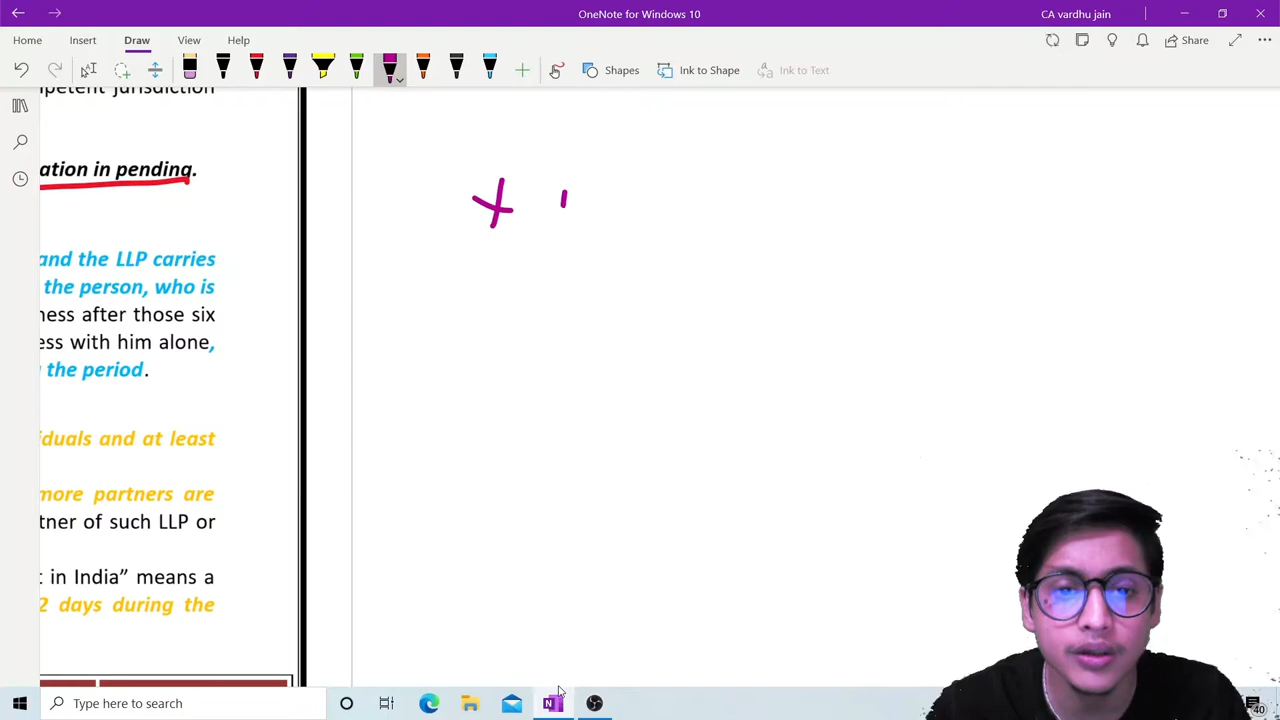 OneNote for Windows 10
CA vardhu jain
Home Insert Draw View Help
Share
Shapes
Ink to Shape
Ink to Text
petent jurisdiction
ation in pending.
and the LLP carries
the person, who is
ness after those six
ess with him alone,
the period.
iduals and at least
more partners are
tner of such LLP or
t in India” means a
2 days during the
X
Type here to search
40